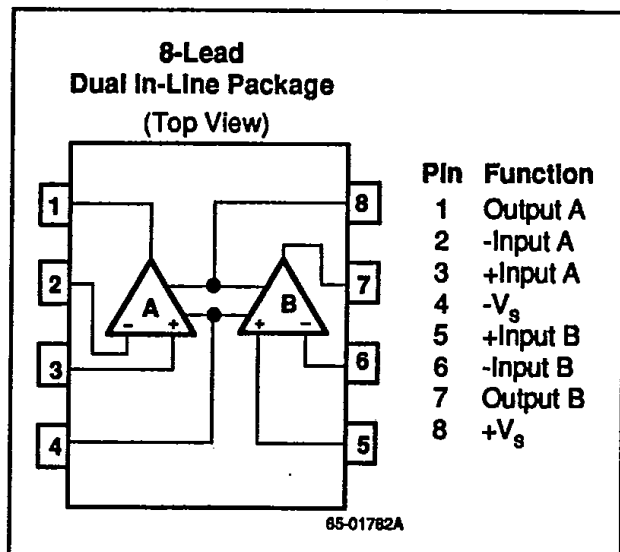 8-Lead
Dual In-Line Package
(Top View)
1
2
3
4
8
7
6
5
A
B
- +
+ -
Pin Function
1 Output A
2 -Input A
3 +Input A
4 -Vs
5 +Input B
6 -Input B
7 Output B
8 +Vs
65-01782A